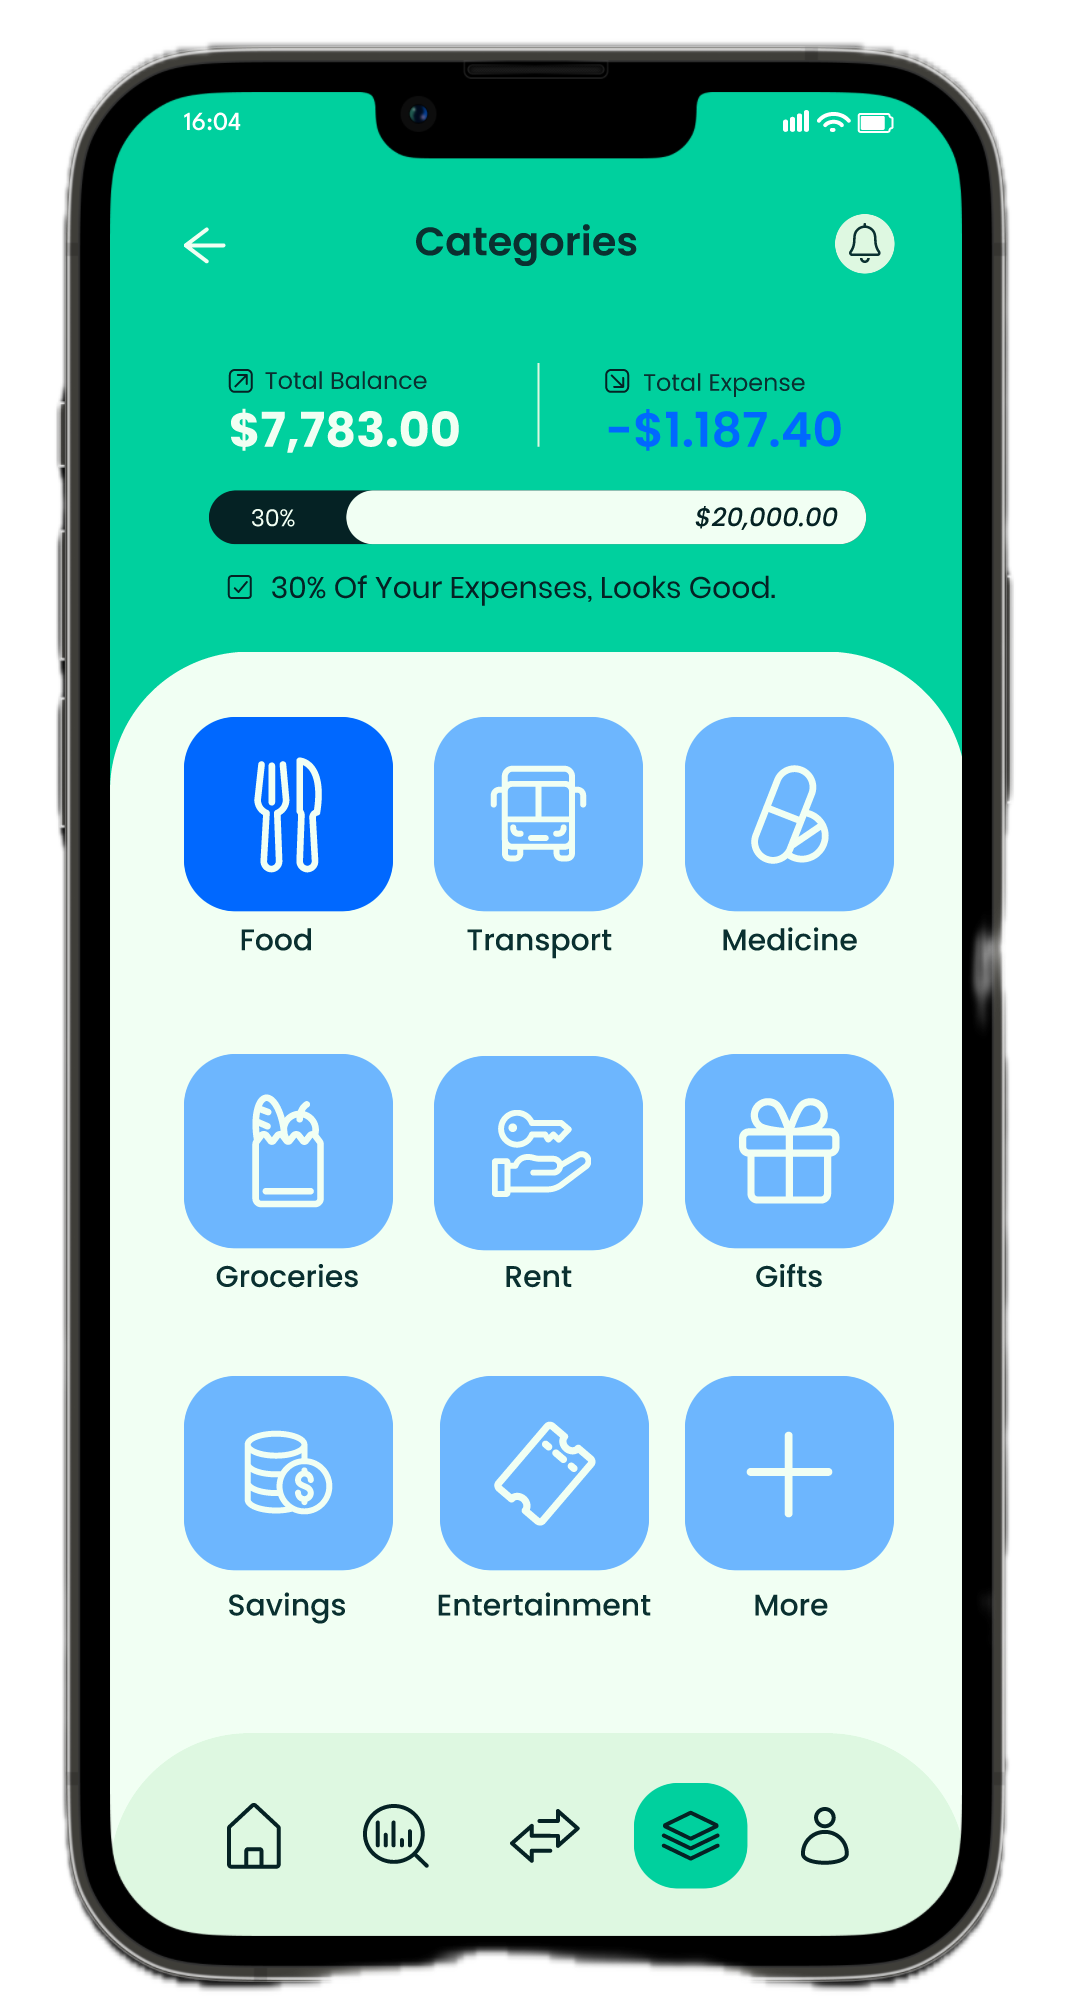 16:04
Categories
Total Balance
Total Expense
$7,783.00
-$1.187.40
30%
$20,000.00
30% Of Your Expenses, Looks Good.
Food
Transport
Medicine
Groceries
Rent
Gifts
$
Savings
Entertainment
More